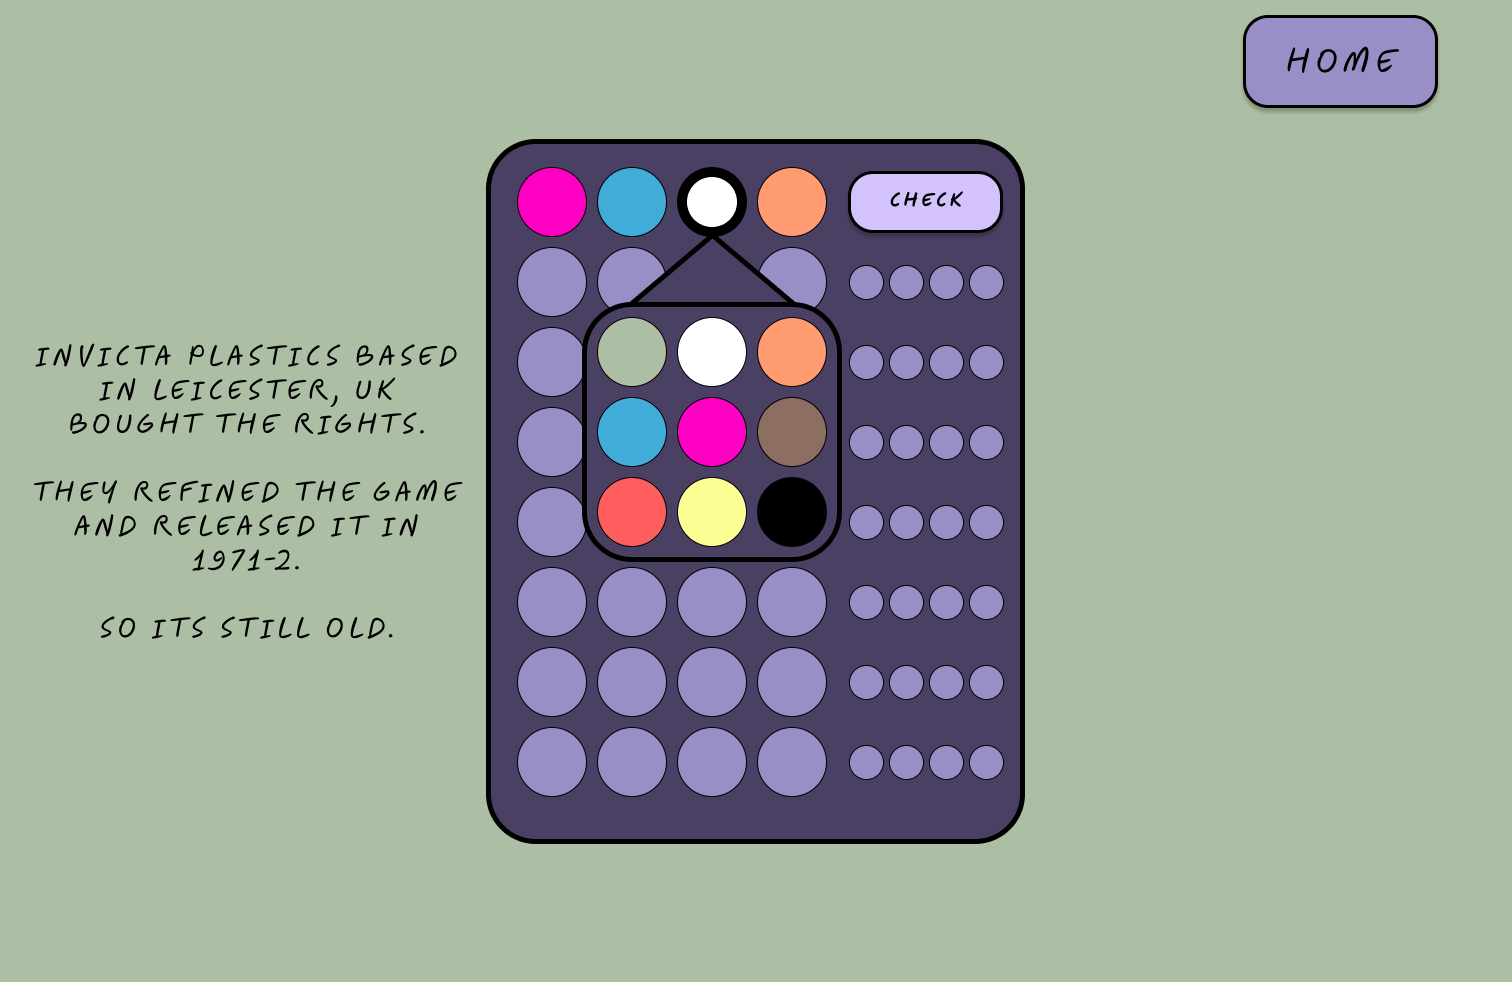 HOME
CHECK
INVICTA PLASTICS BASED
IN LEICESTER, UK
BOUGHT THE RIGHTS.
THEY REFINED THE GAME
AND RELEASED IT IN
1971-2.
SO ITS STILL OLD.